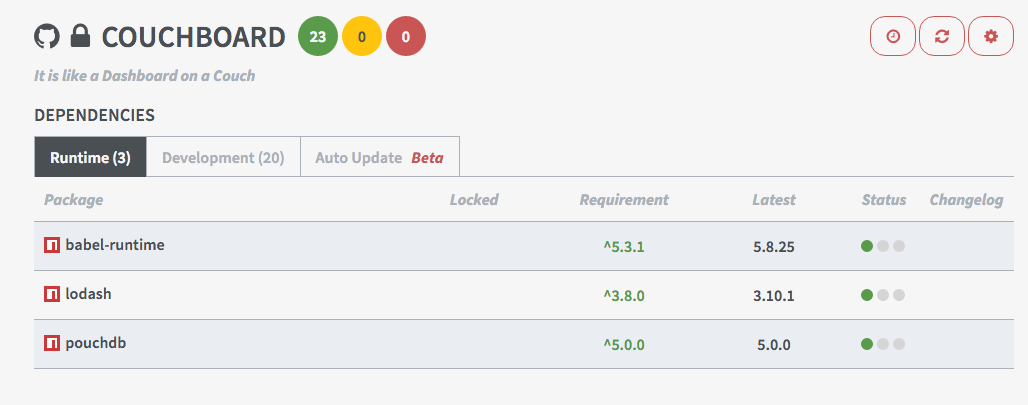 COUCHBOARD 23 0 0
It is like a Dashboard on a Couch
DEPENDENCIES
Runtime (3) Development (20) Auto Update Beta
Package Locked Requirement Latest Status Changelog
babel-runtime ^5.3.1 5.8.25
lodash ^3.8.0 3.10.1
pouchdb ^5.0.0 5.0.0